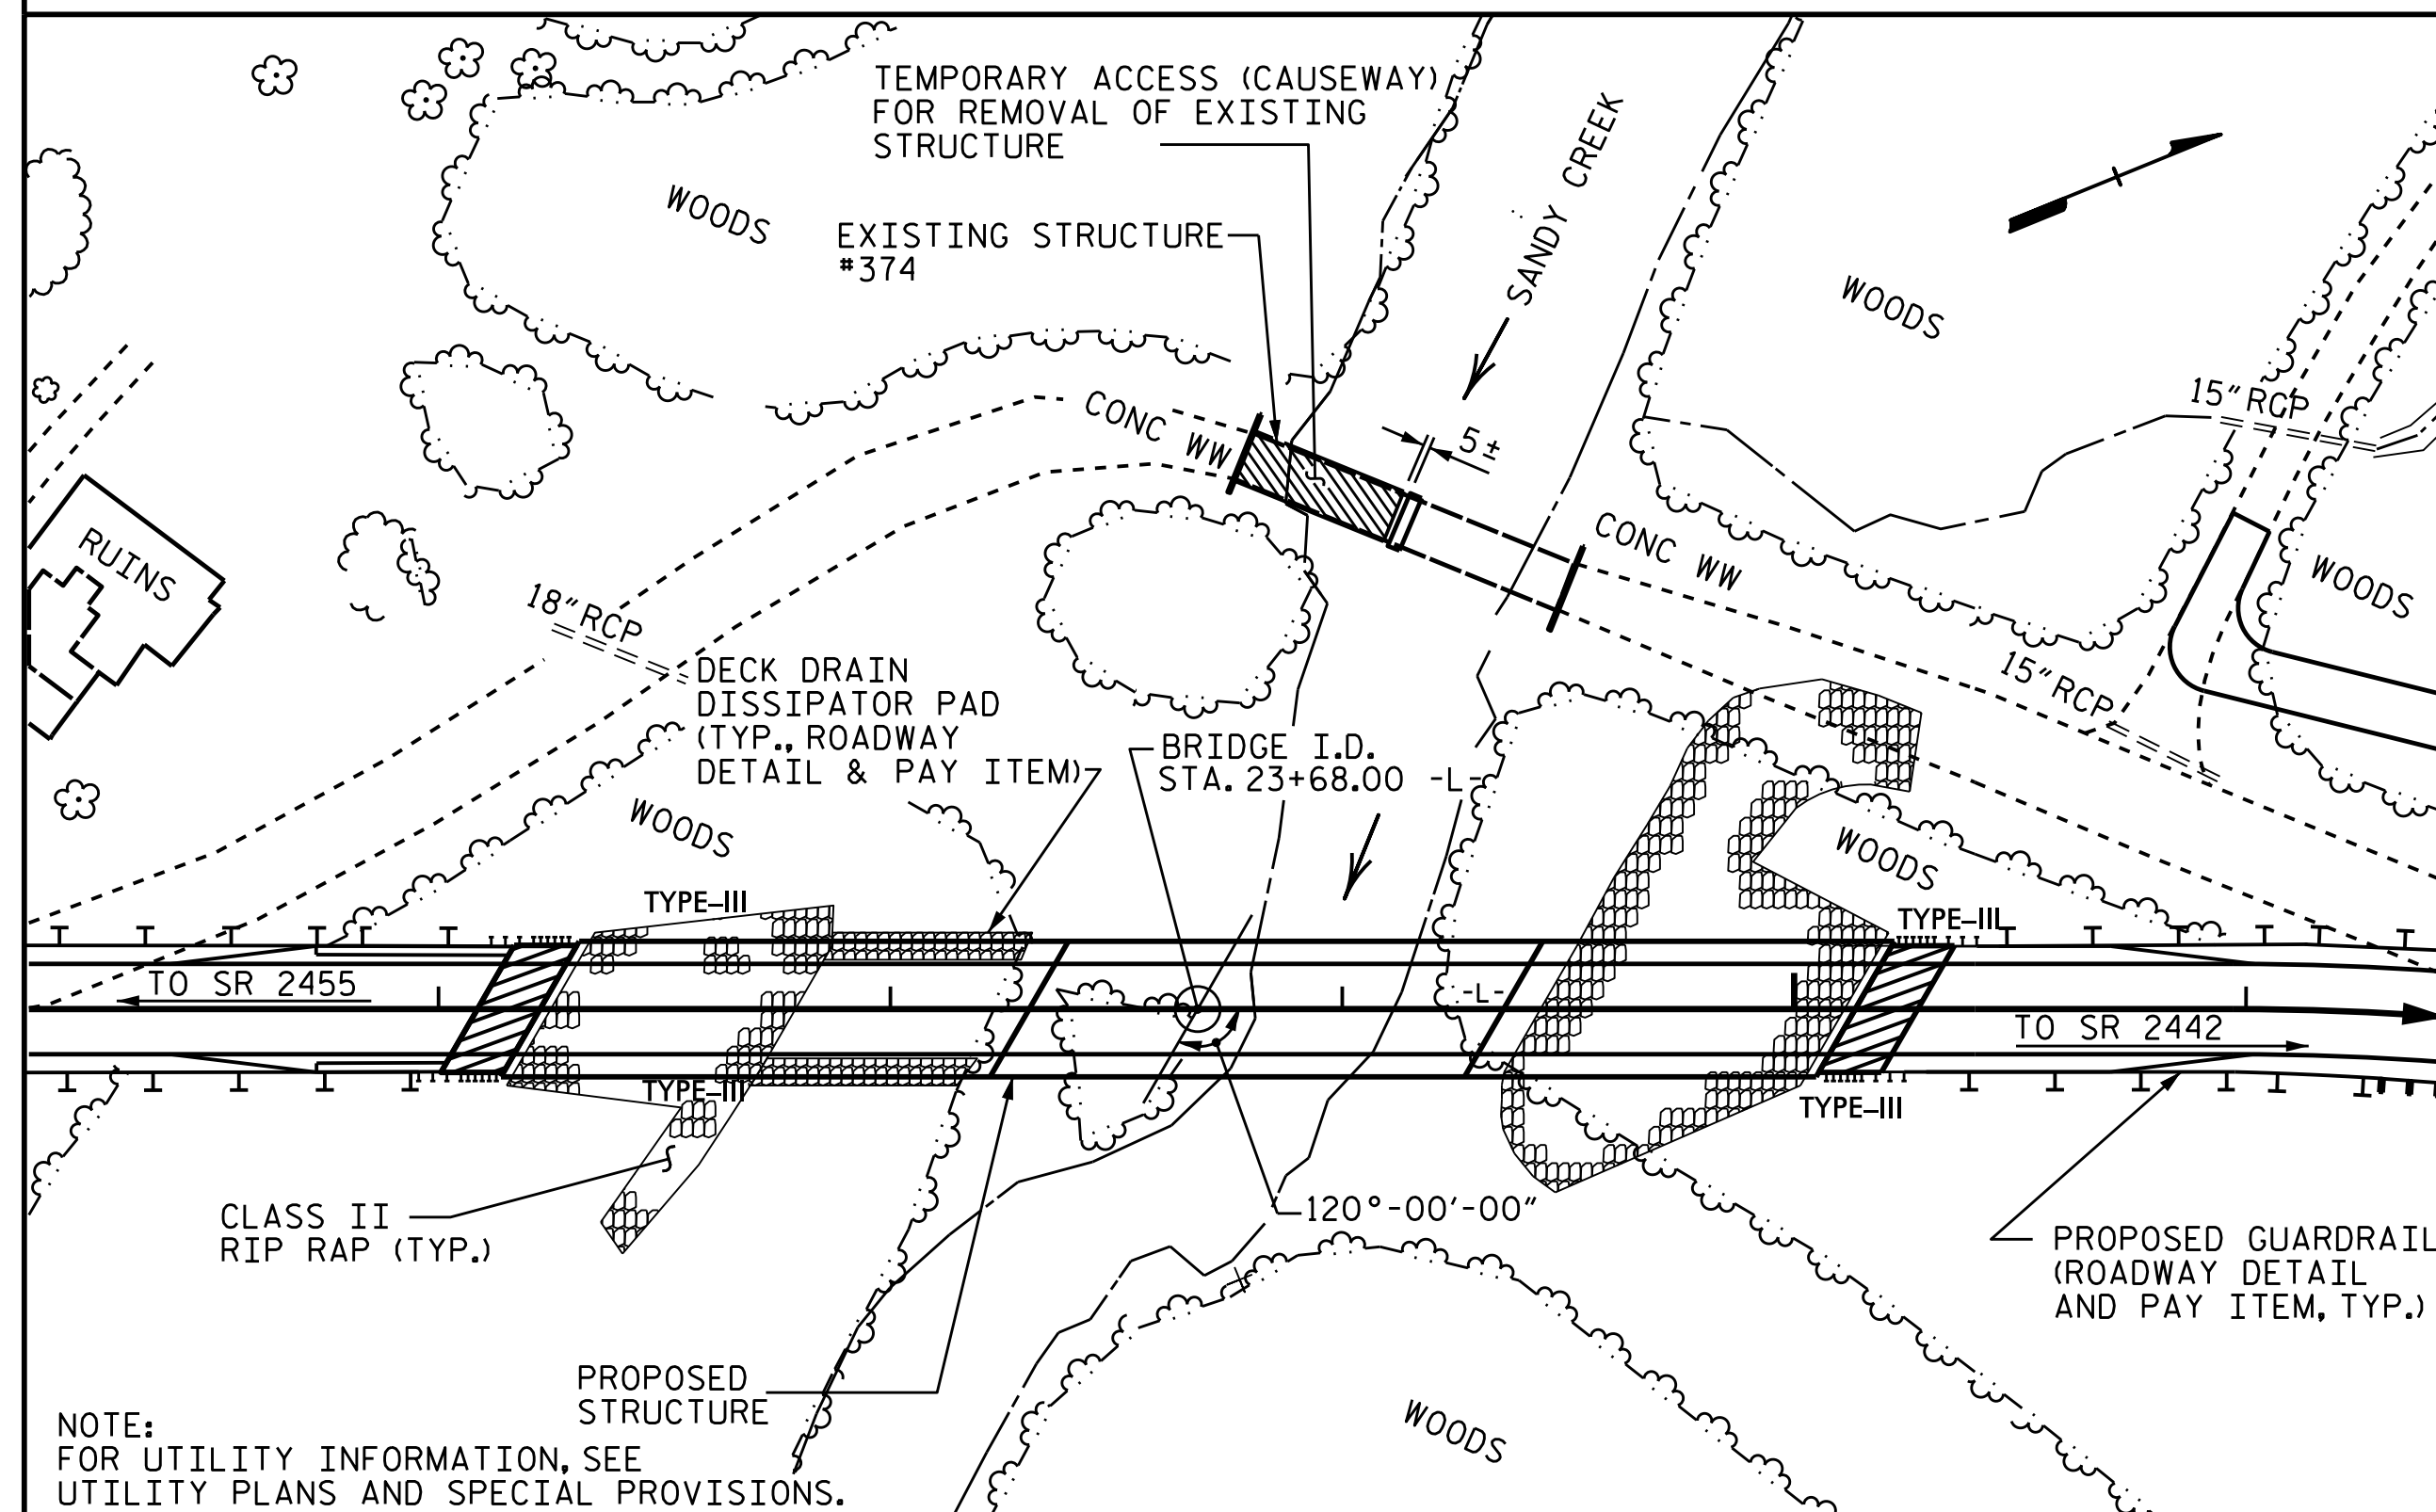 TEMPORARY ACCESS (CAUSEWAY)
FOR REMOVAL OF EXISTING
STRUCTURE
SANDY CREEK
WOODS
EXISTING STRUCTURE
#374
WOODS
15" RCP
CONC WW
5±
CONC WW
RUINS
WOODS
18" RCP
15" RCP
DECK DRAIN
DISSIPATOR PAD
(TYP., ROADWAY
DETAIL & PAY ITEM)
BRIDGE I.D.
STA. 23+68.00 -L-
WOODS
WOODS
TYPE-III
TYPE-III
TO SR 2455
-L-
TO SR 2442
TYPE-III
TYPE-III
CLASS II
RIP RAP (TYP.)
120°-00'-00"
PROPOSED GUARDRAIL
(ROADWAY DETAIL
AND PAY ITEM, TYP.)
PROPOSED
STRUCTURE
WOODS
NOTE:
FOR UTILITY INFORMATION, SEE
UTILITY PLANS AND SPECIAL PROVISIONS.